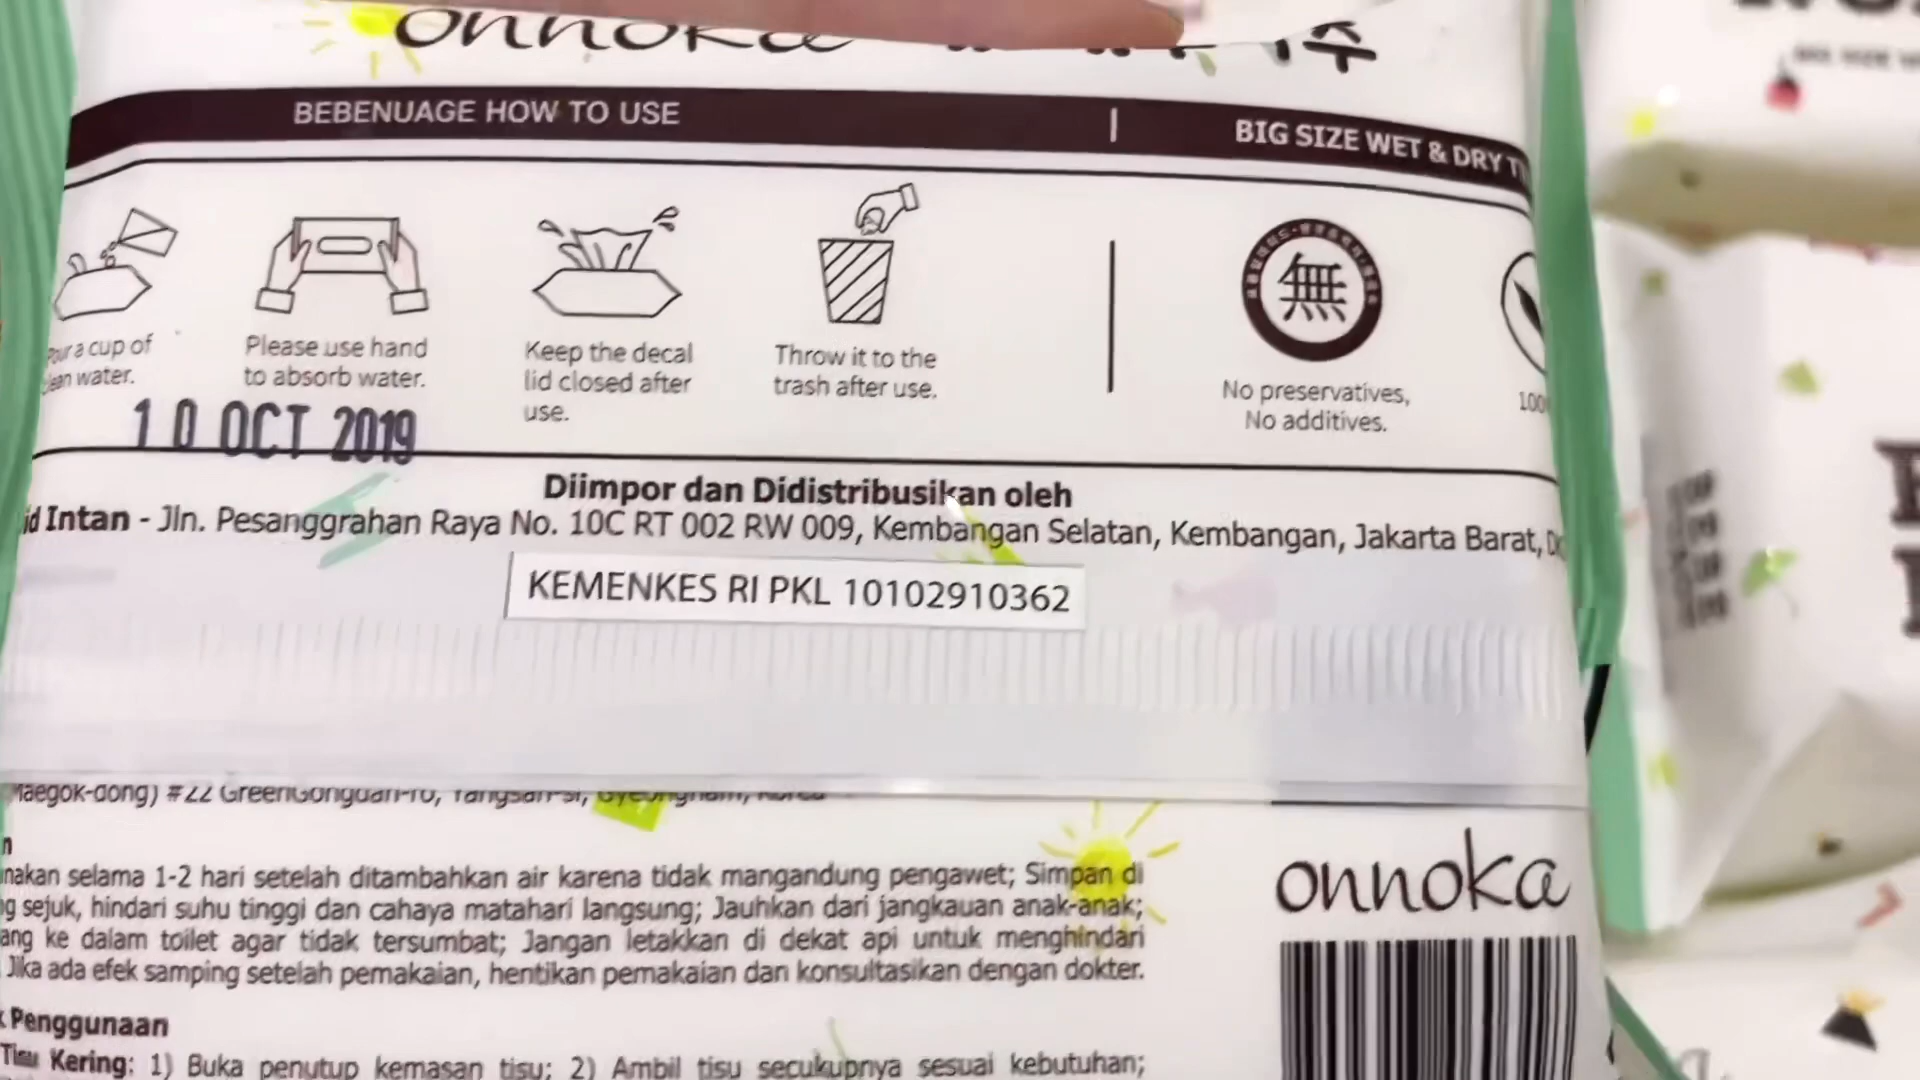 onnoka
BEBENUAGE HOW TO USE
BIG SIZE WET & DRY
a cup of
water.
Please use hand
to absorb water.
Keep the decal
lid closed after
use.
Throw it to the
trash after use.
無
No preservatives,
No additives.
100
10 OCT 2019
Diimpor dan Didistribusikan oleh
Intan - Jln. Pesanggrahan Raya No. 10C RT 002 RW 009, Kembangan Selatan, Kembangan, Jakarta Barat,
KEMENKES RI PKL 10102910362
#22
selama 1-2 hari setelah ditambahkan air karena tidak mangandung pengawet; Simpan di
sejuk, hindari suhu tinggi dan cahaya matahari langsung; Jauhkan dari jangkauan anak-anak;
ke dalam toilet agar tidak tersumbat; Jangan letakkan di dekat api untuk menghindari
Jika ada efek samping setelah pemakaian, hentikan pemakaian dan konsultasikan dengan dokter.
onnoka
Penggunaan
Kering: 1) Buka penutup kemasan tisu; 2) Ambil tisu secukupnya sesuai kebutuhan;
BEBE